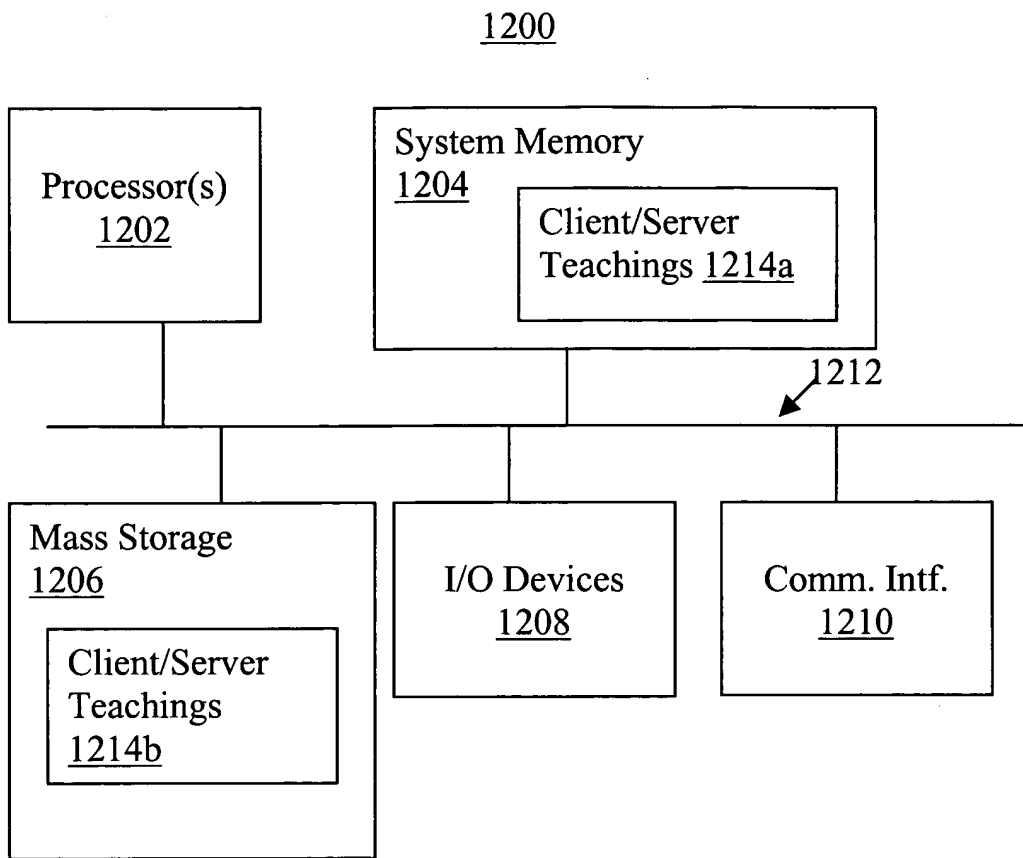 1200
Processor(s)
1202
System Memory
1204
Client/Server
Teachings 1214a
1212
Mass Storage
1206
Client/Server
Teachings
1214b
I/O Devices
1208
Comm. Intf.
1210